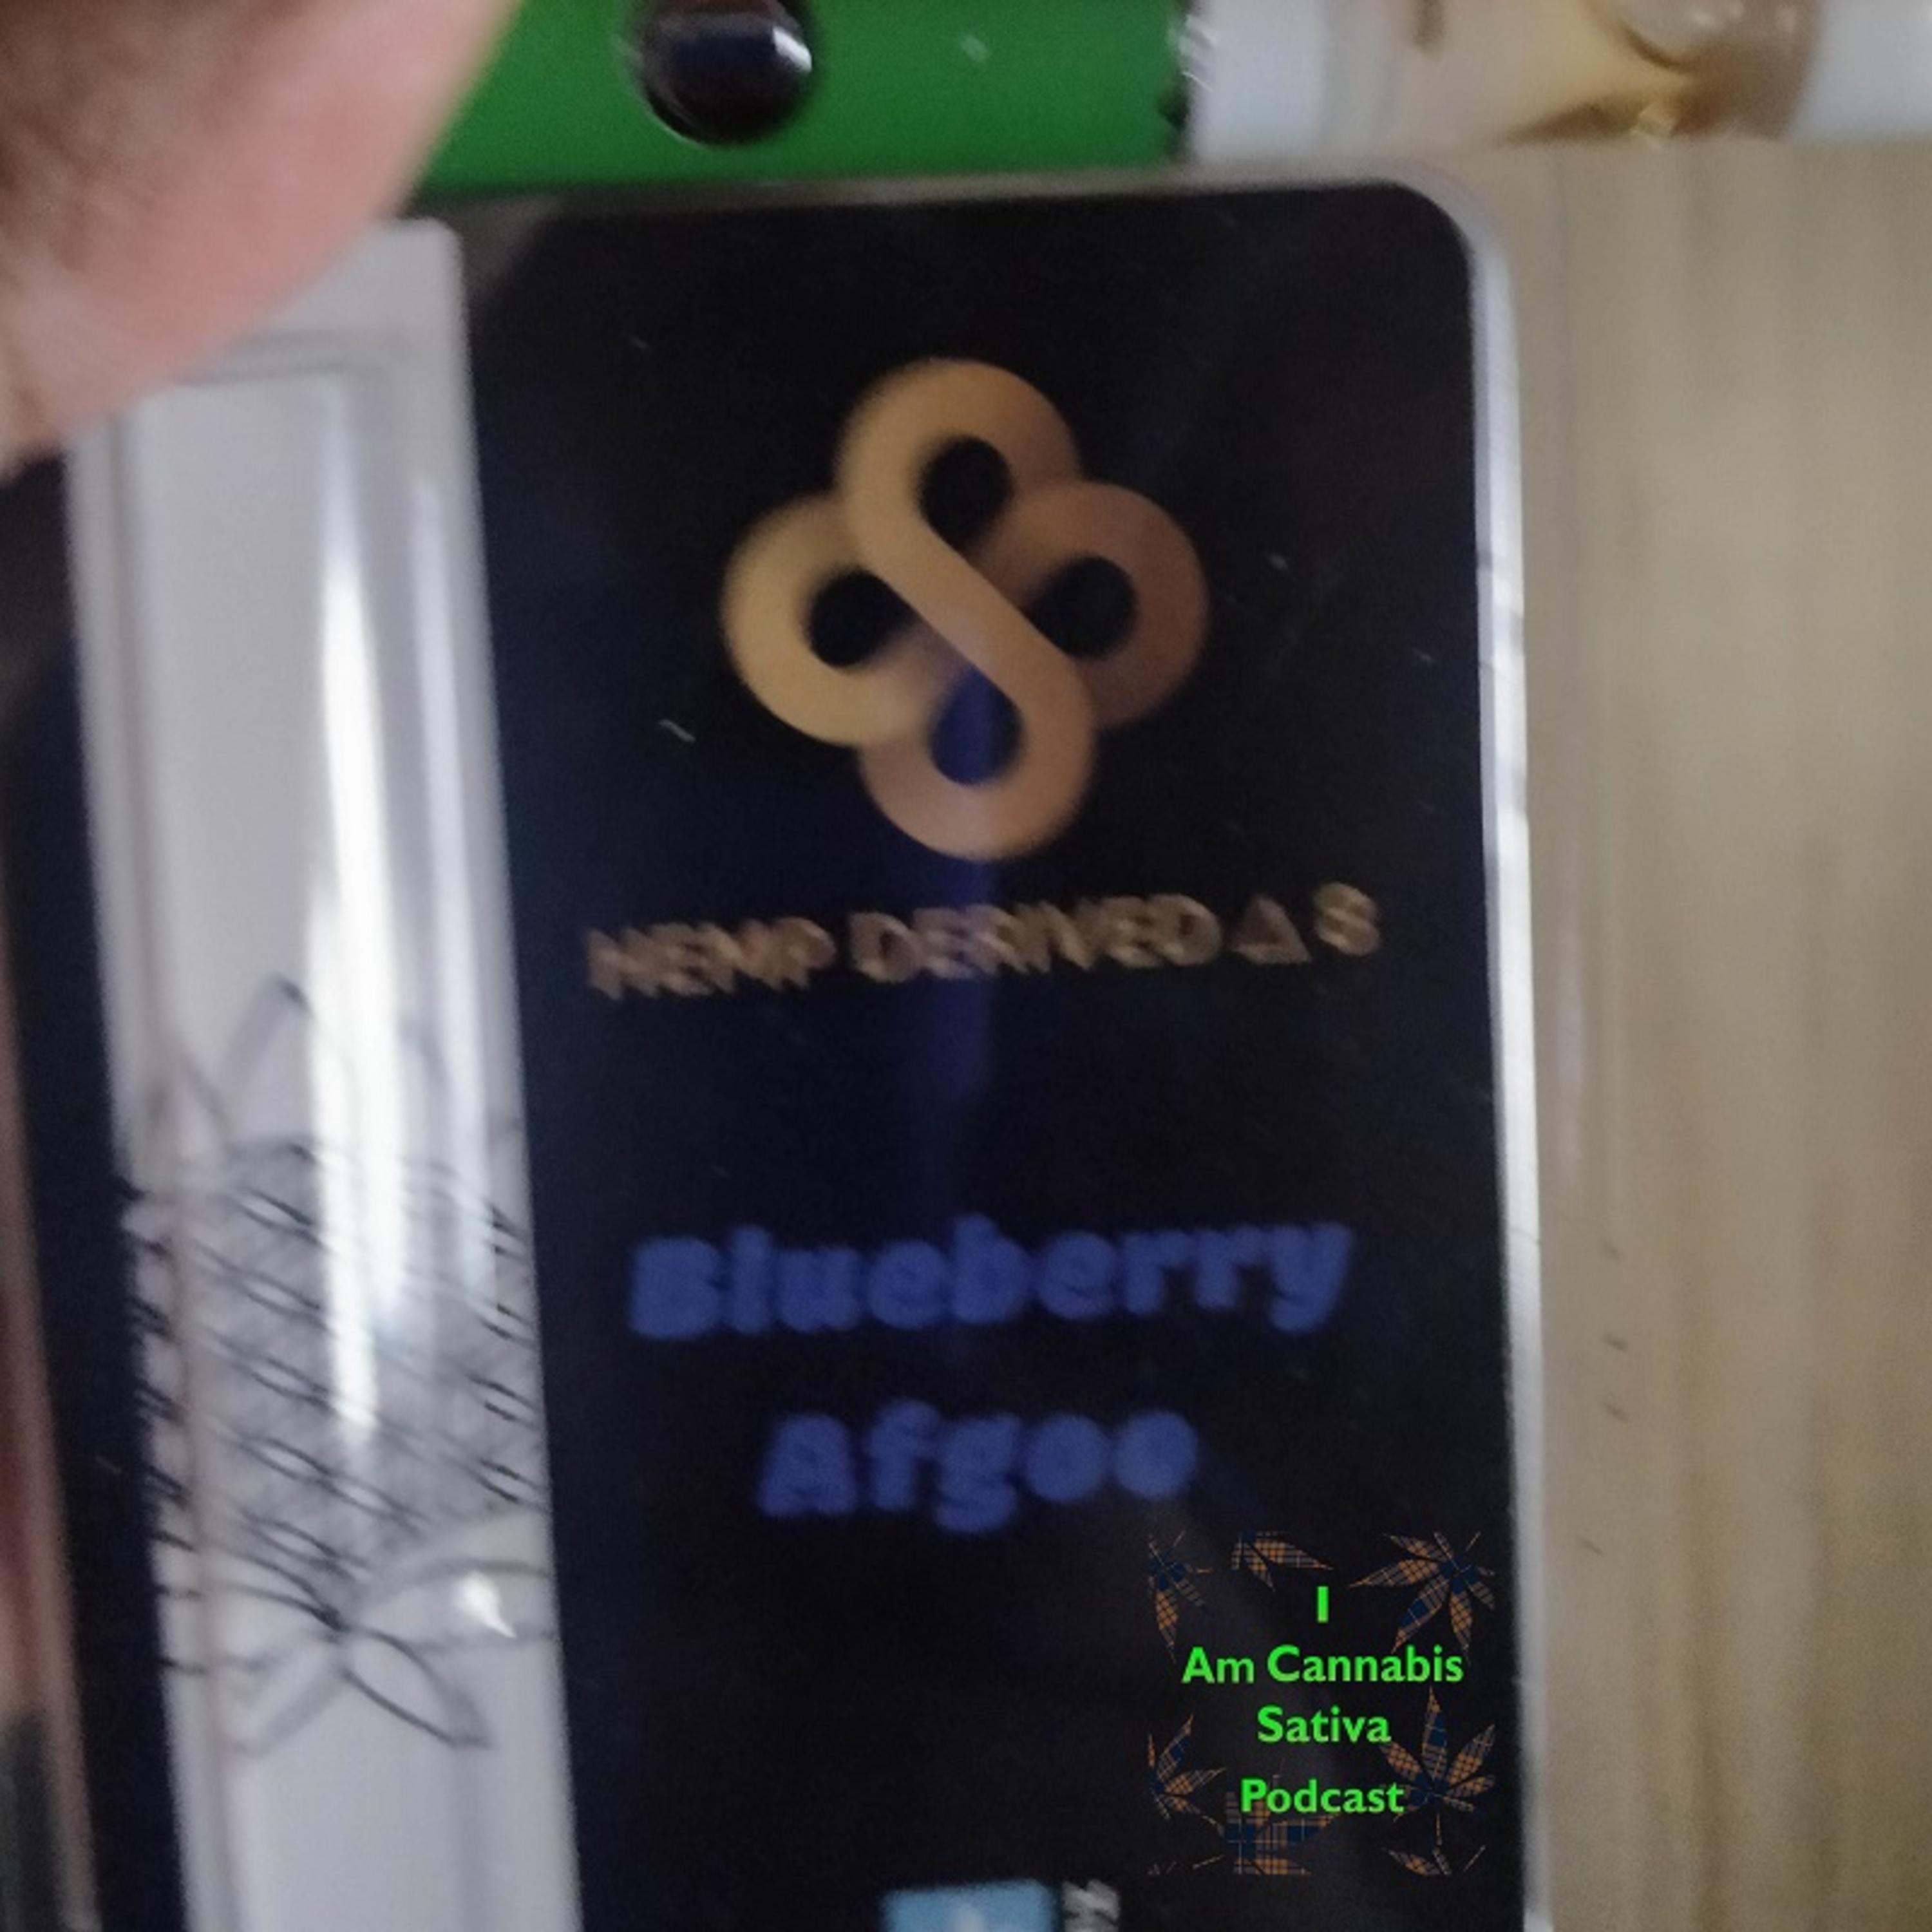 HEMP DERIVED Δ 8
Blueberry
Afgoo
I
Am Cannabis
Sativa
Podcast